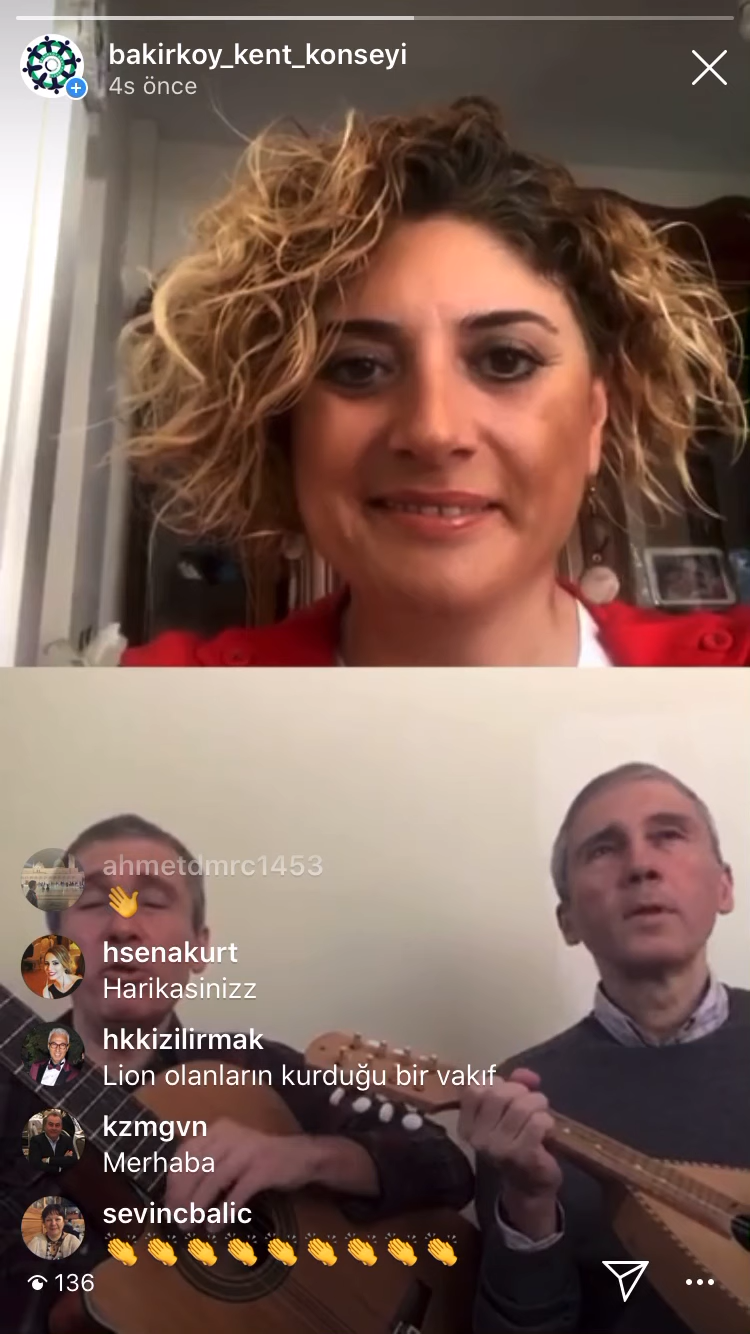 bakirkoy_kent_konseyi
4s önce
ahmetdmrc1453
👋
hsenakurt
Harikasinizz
hkkizilirmak
Lion olanların kurduğu bir vakıf
kzmgvn
Merhaba
sevincbalic
👏👏👏👏👏👏👏👏👏
136